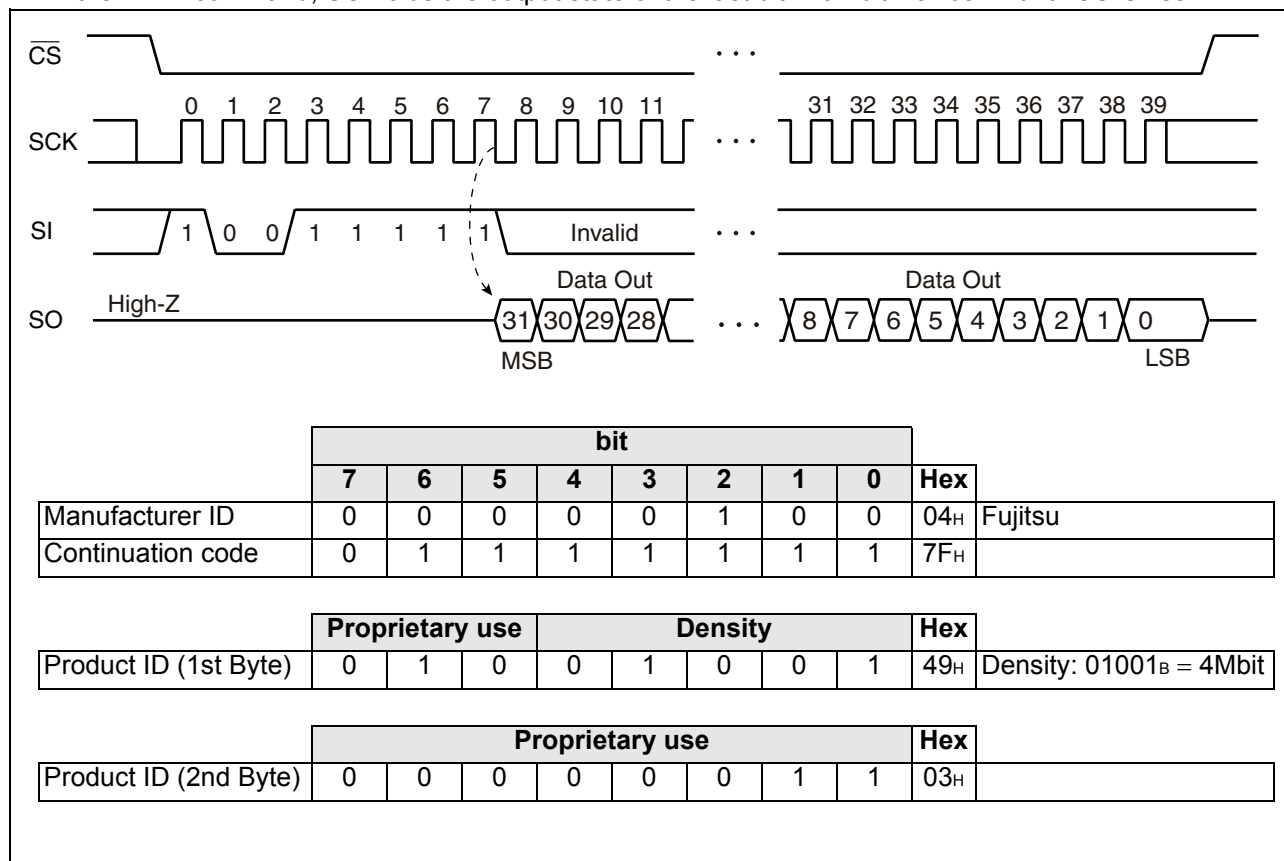 CS
. . .
0 1 2 3 4 5 6 7 8 9 10 11 31 32 33 34 35 36 37 38 39
SCK . . .
SI 1 0 0 1 1 1 1 1 Invalid . . .
Data Out Data Out
High-Z
SO 31 30 29 28 . . . 8 7 6 5 4 3 2 1 0
MSB LSB
bit
7 6 5 4 3 2 1 0 Hex
Manufacturer ID 0 0 0 0 0 1 0 0 04H Fujitsu
Continuation code 0 1 1 1 1 1 1 1 7FH
Proprietary use Density Hex
Product ID (1st Byte) 0 1 0 0 1 0 0 1 49H Density: 01001B = 4Mbit
Proprietary use Hex
Product ID (2nd Byte) 0 0 0 0 0 0 1 1 03H